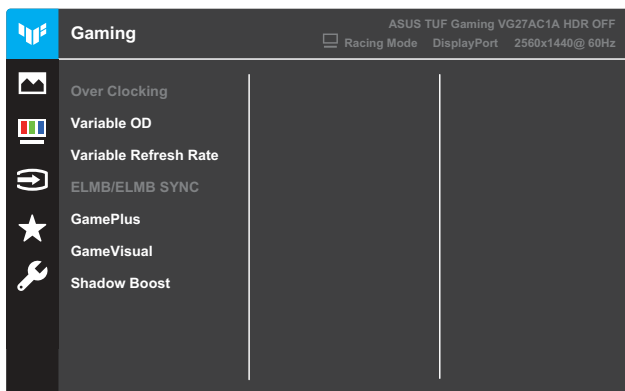 Gaming
ASUS TUF Gaming VG27AC1A HDR OFF
Racing Mode DisplayPort 2560x1440@ 60Hz
Over Clocking
Variable OD
Variable Refresh Rate
ELMB/ELMB SYNC
GamePlus
GameVisual
Shadow Boost